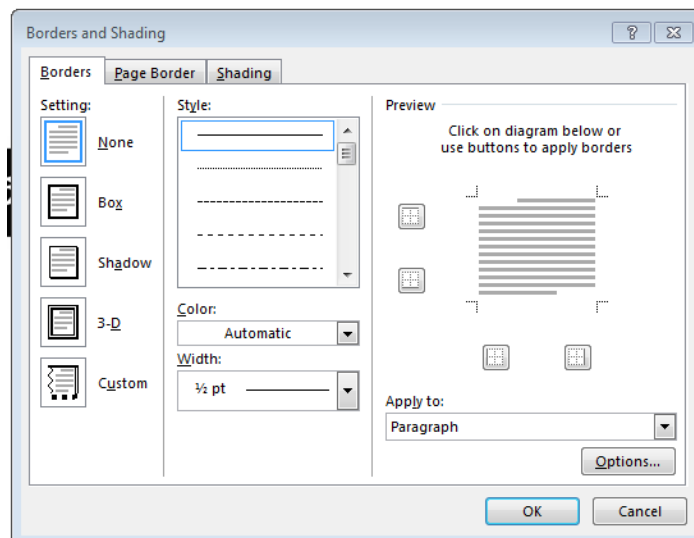 Borders and Shading
Borders Page Border Shading
Setting:
None
Box
Shadow
3-D
Custom
Style:
Color:
Automatic
Width:
½ pt
Preview
Click on diagram below or
use buttons to apply borders
Apply to:
Paragraph
Options...
OK Cancel